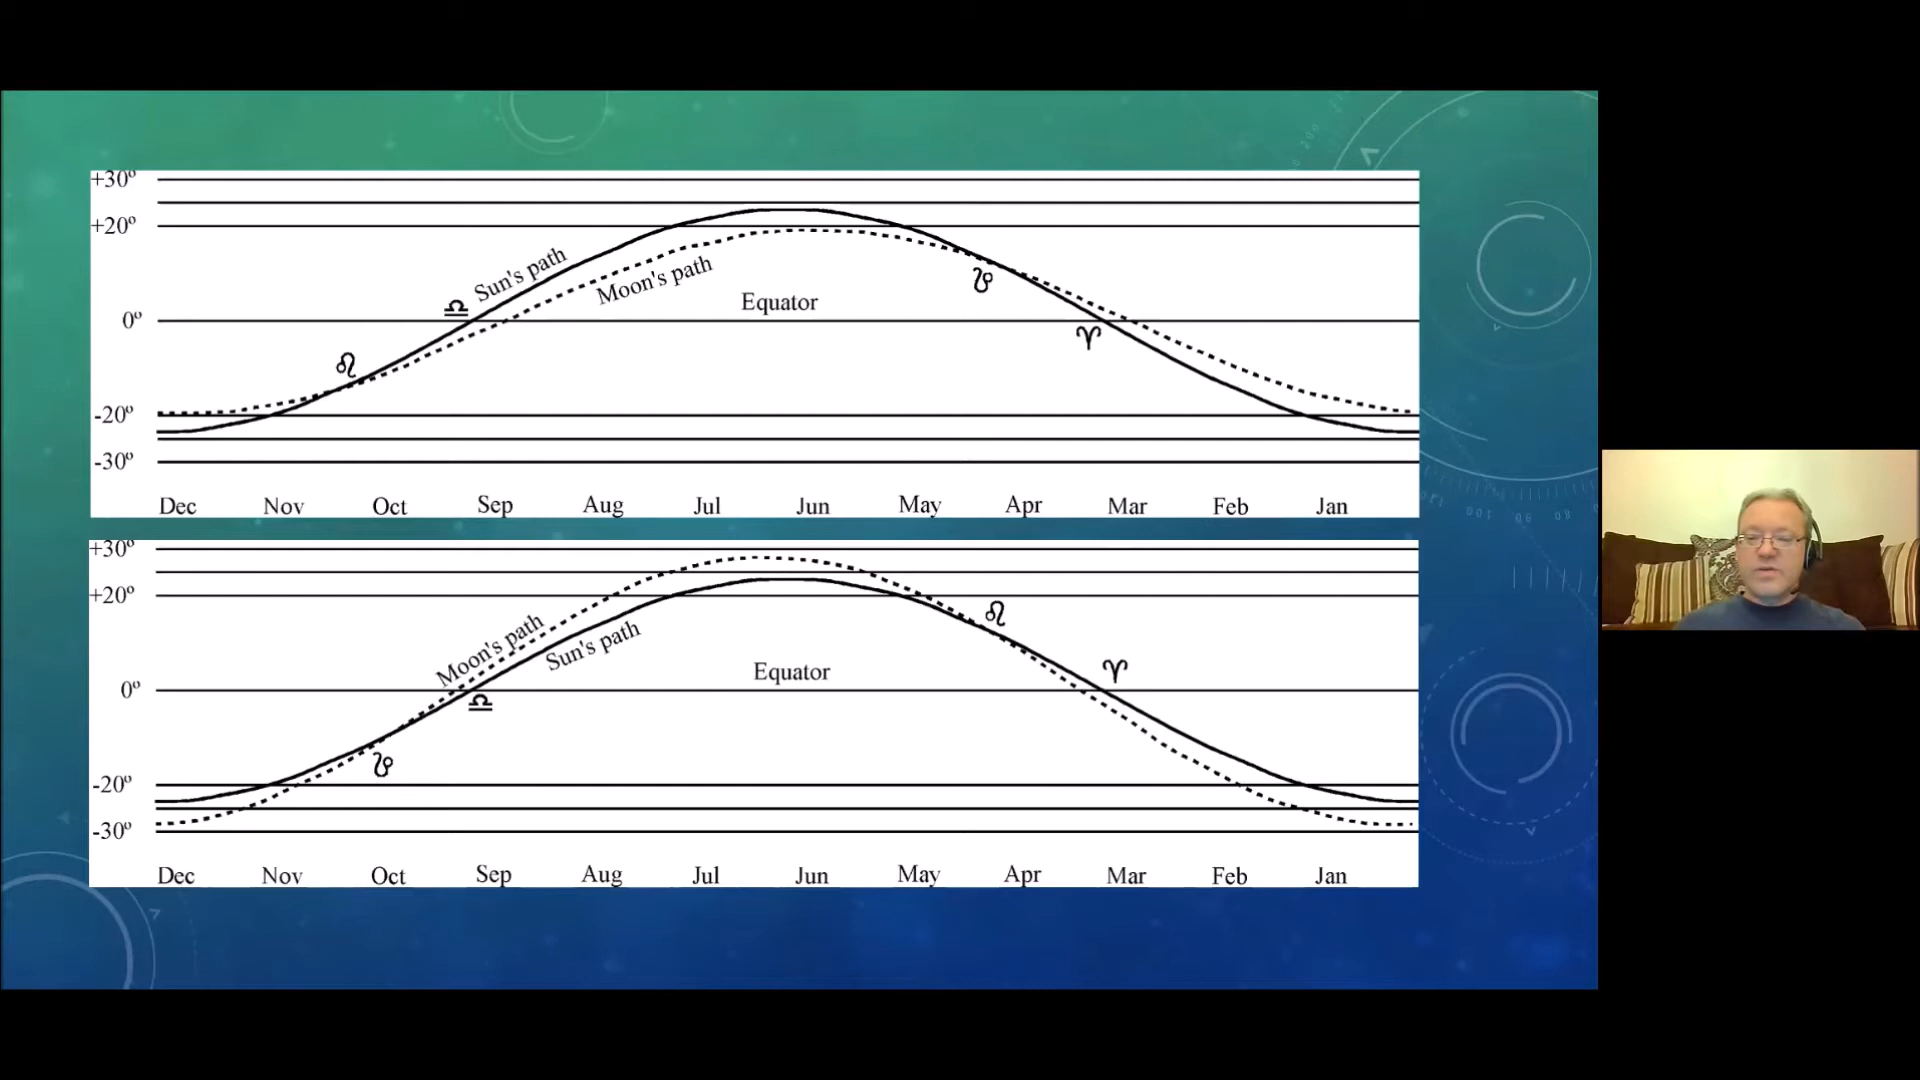 +30º
+20º
Sun's path
♎
Moon's path
Equator
☋
0º
♈
☊
-20º
-30º
Dec Nov Oct Sep Aug Jul Jun May Apr Mar Feb Jan
+30º
+20º
Moon's path
Sun's path
☊
Equator
♈
0º
♎
☋
-20º
-30º
Dec Nov Oct Sep Aug Jul Jun May Apr Mar Feb Jan